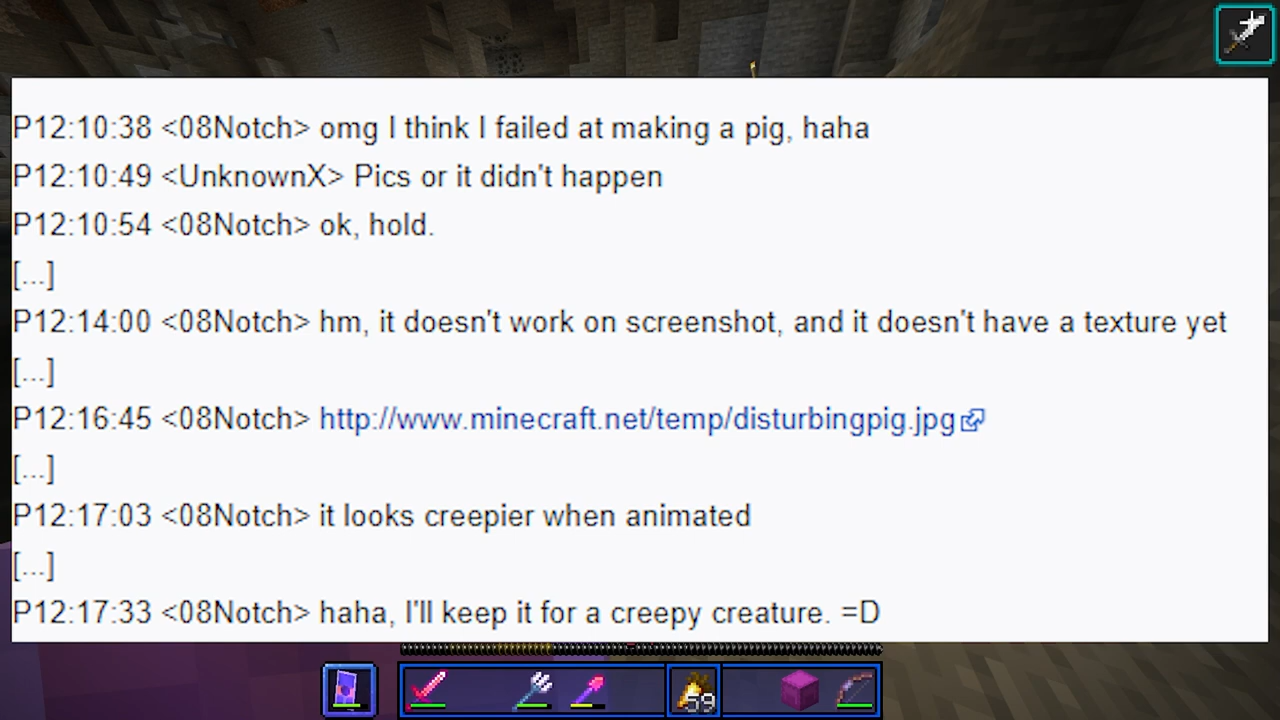 P12:10:38 <08Notch> omg I think I failed at making a pig, haha
P12:10:49 <UnknownX> Pics or it didn't happen
P12:10:54 <08Notch> ok, hold.
[...]
P12:14:00 <08Notch> hm, it doesn't work on screenshot, and it doesn't have a texture yet
[...]
P12:16:45 <08Notch> http://www.minecraft.net/temp/disturbingpig.jpg
[...]
P12:17:03 <08Notch> it looks creepier when animated
[...]
P12:17:33 <08Notch> haha, I'll keep it for a creepy creature. =D
59